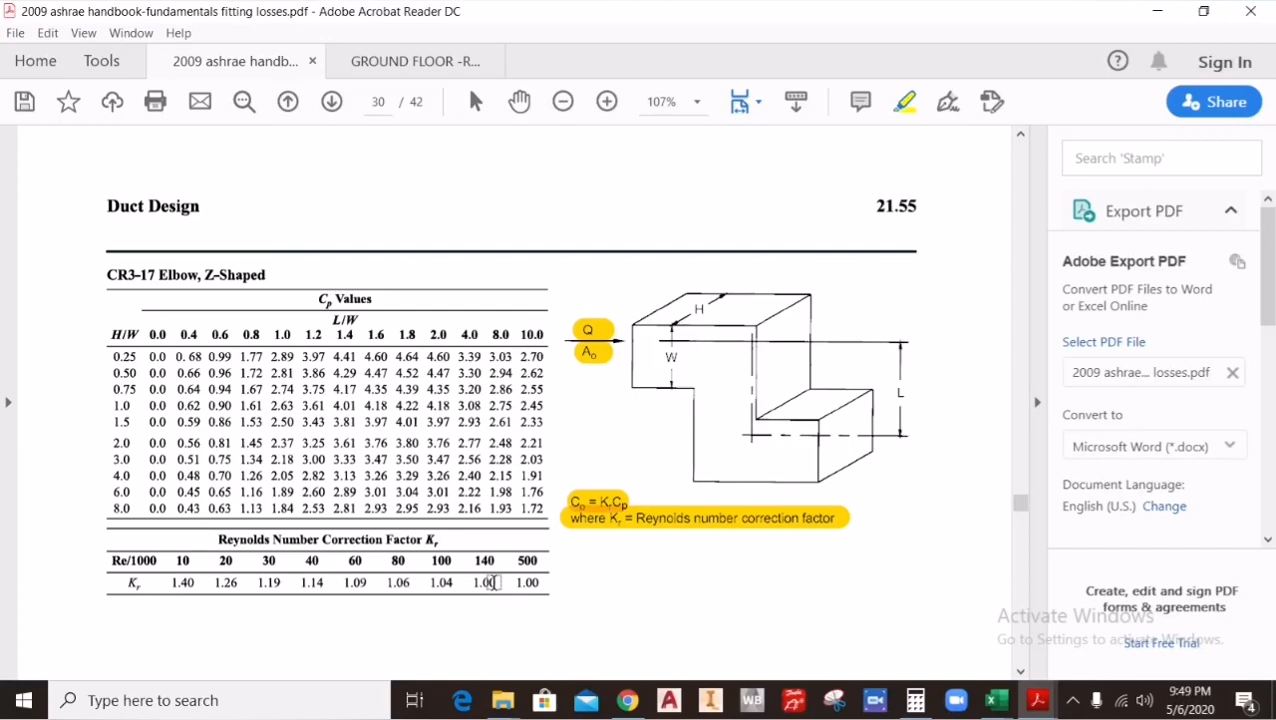 2009 ashrae handbook-fundamentals fitting losses.pdf - Adobe Acrobat Reader DC
File Edit View Window Help
Home Tools 2009 ashrae handb... × GROUND FLOOR -R... ? Sign In
30 / 42 107% Share
Duct Design 21.55
CR3-17 Elbow, Z-Shaped
Cp Values
L/W
H/W 0.0 0.4 0.6 0.8 1.0 1.2 1.4 1.6 1.8 2.0 4.0 8.0 10.0
0.25 0.0 0. 68 0.99 1.77 2.89 3.97 4.41 4.60 4.64 4.60 3.39 3.03 2.70
0.50 0.0 0.66 0.96 1.72 2.81 3.86 4.29 4.47 4.52 4.47 3.30 2.94 2.62
0.75 0.0 0.64 0.94 1.67 2.74 3.75 4.17 4.35 4.39 4.35 3.20 2.86 2.55
1.0 0.0 0.62 0.90 1.61 2.63 3.61 4.01 4.18 4.22 4.18 3.08 2.75 2.45
1.5 0.0 0.59 0.86 1.53 2.50 3.43 3.81 3.97 4.01 3.97 2.93 2.61 2.33
2.0 0.0 0.56 0.81 1.45 2.37 3.25 3.61 3.76 3.80 3.76 2.77 2.48 2.21
3.0 0.0 0.51 0.75 1.34 2.18 3.00 3.33 3.47 3.50 3.47 2.56 2.28 2.03
4.0 0.0 0.48 0.70 1.26 2.05 2.82 3.13 3.26 3.29 3.26 2.40 2.15 1.91
6.0 0.0 0.45 0.65 1.16 1.89 2.60 2.89 3.01 3.04 3.01 2.22 1.98 1.76
8.0 0.0 0.43 0.63 1.13 1.84 2.53 2.81 2.93 2.95 2.93 2.16 1.93 1.72
Reynolds Number Correction Factor Kr
Re/1000 10 20 30 40 60 80 100 140 500
Kr 1.40 1.26 1.19 1.14 1.09 1.06 1.04 1.00 1.00
H
Q
Ao
W
L
Co = KrCp
where Kr = Reynolds number correction factor
Search 'Stamp'
Export PDF
Adobe Export PDF
Convert PDF Files to Word
or Excel Online
Select PDF File
2009 ashrae... losses.pdf ×
Convert to
Microsoft Word (*.docx)
Document Language:
English (U.S.) Change
Create, edit and sign PDF
forms & agreements
Start Free Trial
Activate Windows
Go to Settings to activate Windows.
Type here to search
9:49 PM
5/6/2020
4